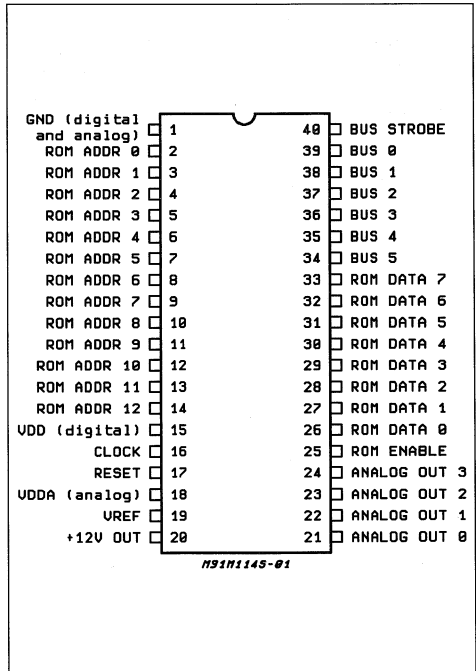 GND (digital
and analog) 1 40 BUS STROBE
ROM ADDR 0 2 39 BUS 0
ROM ADDR 1 3 38 BUS 1
ROM ADDR 2 4 37 BUS 2
ROM ADDR 3 5 36 BUS 3
ROM ADDR 4 6 35 BUS 4
ROM ADDR 5 7 34 BUS 5
ROM ADDR 6 8 33 ROM DATA 7
ROM ADDR 7 9 32 ROM DATA 6
ROM ADDR 8 10 31 ROM DATA 5
ROM ADDR 9 11 30 ROM DATA 4
ROM ADDR 10 12 29 ROM DATA 3
ROM ADDR 11 13 28 ROM DATA 2
ROM ADDR 12 14 27 ROM DATA 1
VDD (digital) 15 26 ROM DATA 0
CLOCK 16 25 ROM ENABLE
RESET 17 24 ANALOG OUT 3
VDDA (analog) 18 23 ANALOG OUT 2
VREF 19 22 ANALOG OUT 1
+12V OUT 20 21 ANALOG OUT 0
M91M114S-01